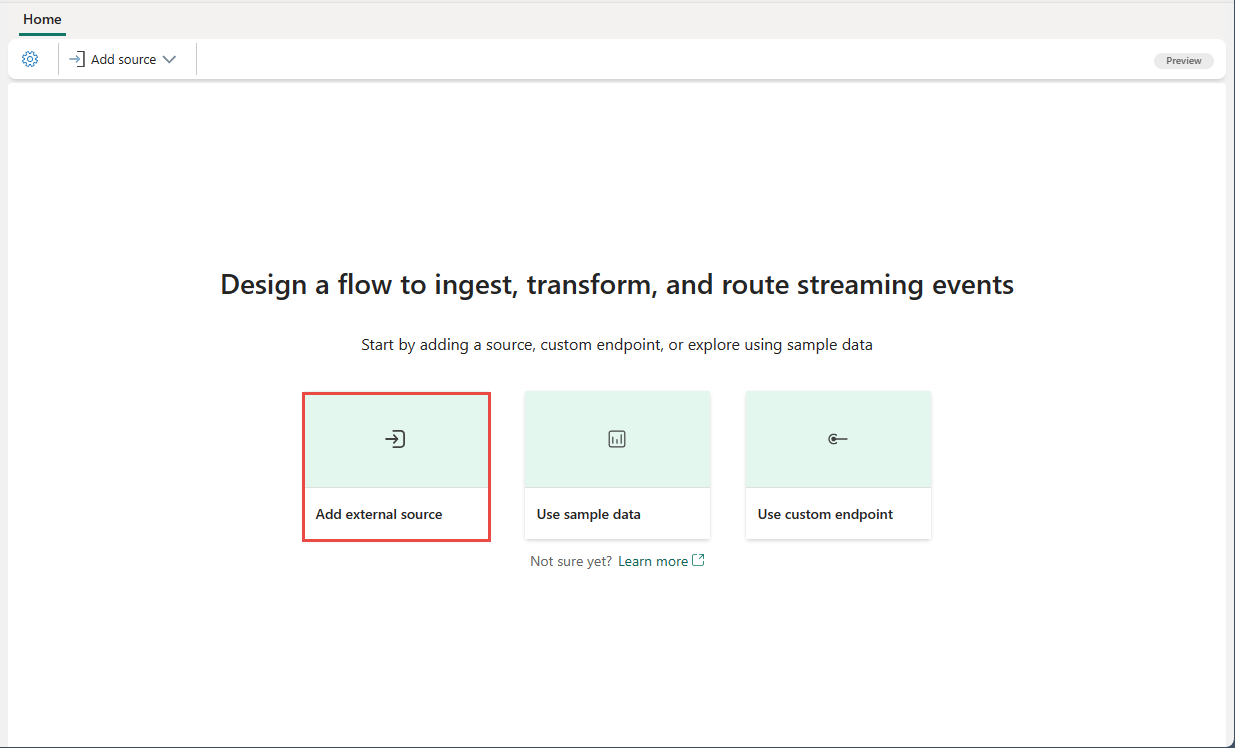 Home
Add source
Preview
Design a flow to ingest, transform, and route streaming events
Start by adding a source, custom endpoint, or explore using sample data
Add external source
Use sample data
Use custom endpoint
Not sure yet? Learn more